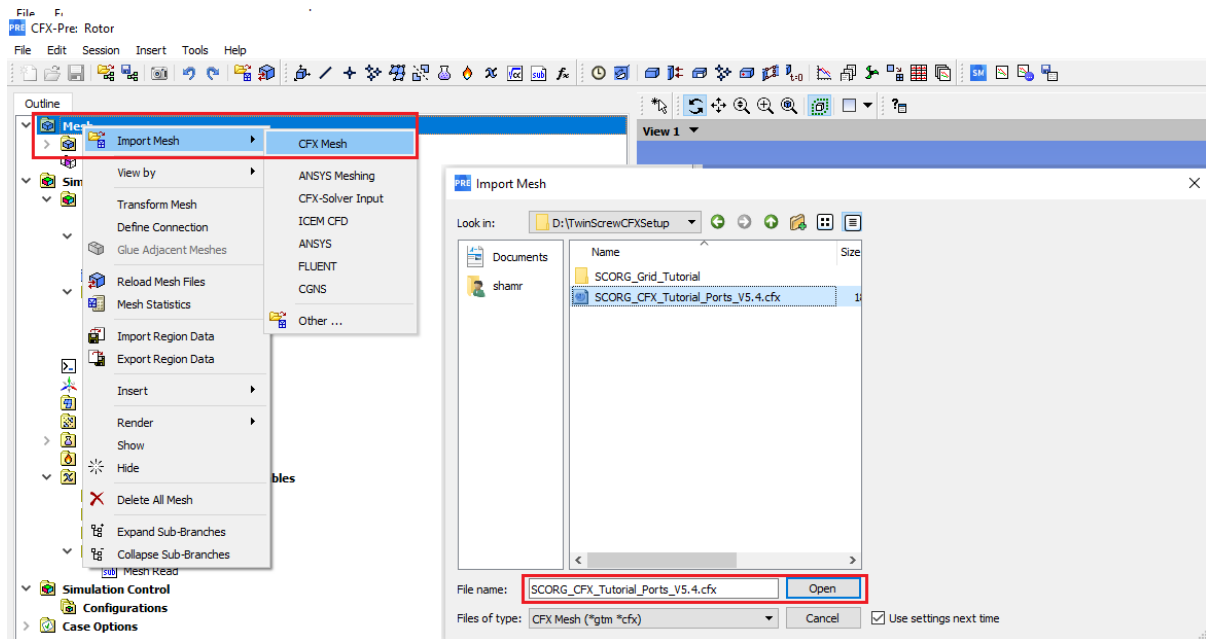 File
PRE CFX-Pre: Rotor
File Edit Session Insert Tools Help
Outline
Mesh
Import Mesh
CFX Mesh
View by
ANSYS Meshing
Sim
Transform Mesh
CFX-Solver Input
Define Connection
ICEM CFD
Glue Adjacent Meshes
ANSYS
FLUENT
Reload Mesh Files
CGNS
Mesh Statistics
Other ...
Import Region Data
Export Region Data
Insert
Render
Show
Hide
bles
Delete All Mesh
Expand Sub-Branches
Collapse Sub-Branches
sub Mesh Read
Simulation Control
Configurations
Case Options
View 1
PRE Import Mesh
Look in: D:\TwinScrewCFXSetup
Documents
shamr
Name Size
SCORG_Grid_Tutorial
SCORG_CFX_Tutorial_Ports_V5.4.cfx
File name: SCORG_CFX_Tutorial_Ports_V5.4.cfx Open
Files of type: CFX Mesh (*gtm *cfx) Cancel Use settings next time